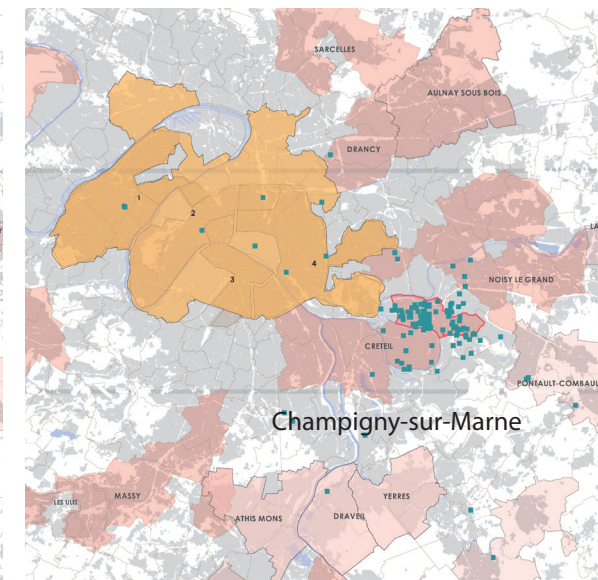 SARCELLES
AULNAY SOUS BOIS
DRANCY
1
2
3
4
NOISY LE GRAND
CRETEIL
PONTAULT-COMBAUL
Champigny-sur-Marne
LES ULIS
MASSY
ATHIS MONS
DRAVEIL
YERRES